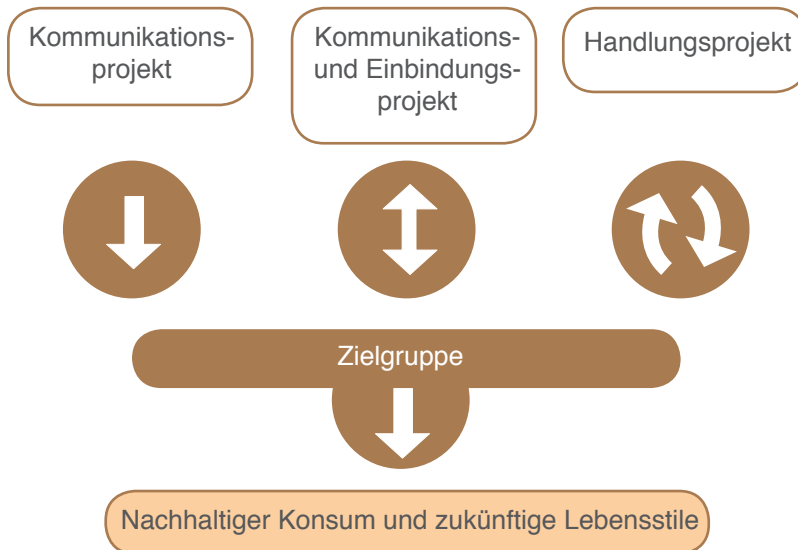 Kommunikations-
projekt
Kommunikations-
und Einbindungs-
projekt
Handlungsprojekt
Zielgruppe
Nachhaltiger Konsum und zukünftige Lebensstile